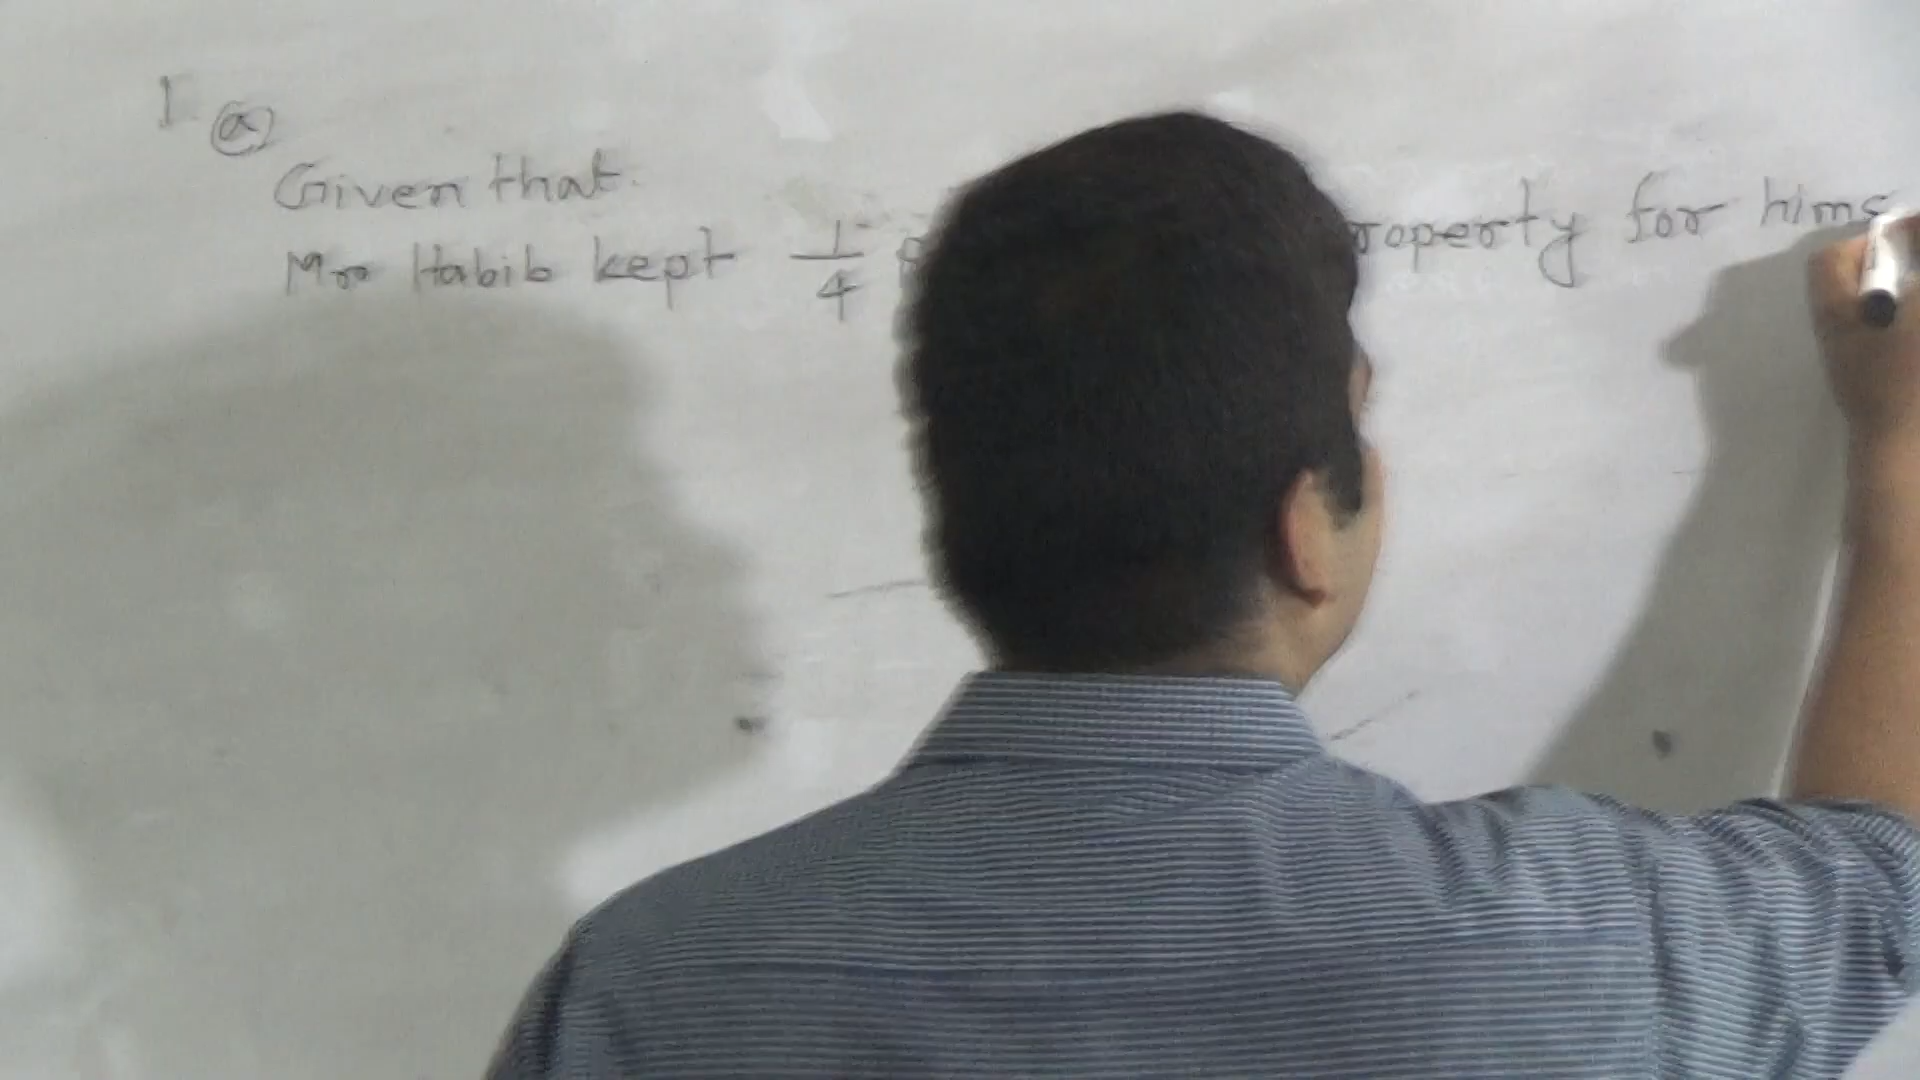 I (a)
Given that.
Mr Habib kept 1/4 roperty for hims